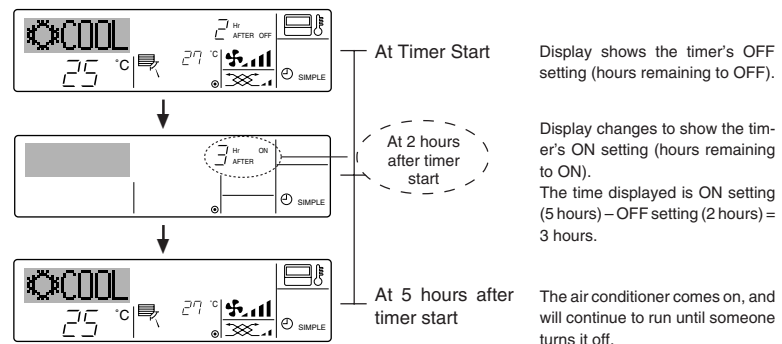 COOL
2 Hr AFTER OFF
25 °C
27 °C
SIMPLE
At Timer Start
Display shows the timer's OFF
setting (hours remaining to OFF).
3 Hr AFTER ON
SIMPLE
At 2 hours
after timer
start
Display changes to show the tim-
er's ON setting (hours remaining
to ON).
The time displayed is ON setting
(5 hours) – OFF setting (2 hours) =
3 hours.
COOL
25 °C
27 °C
SIMPLE
At 5 hours after
timer start
The air conditioner comes on, and
will continue to run until someone
turns it off.